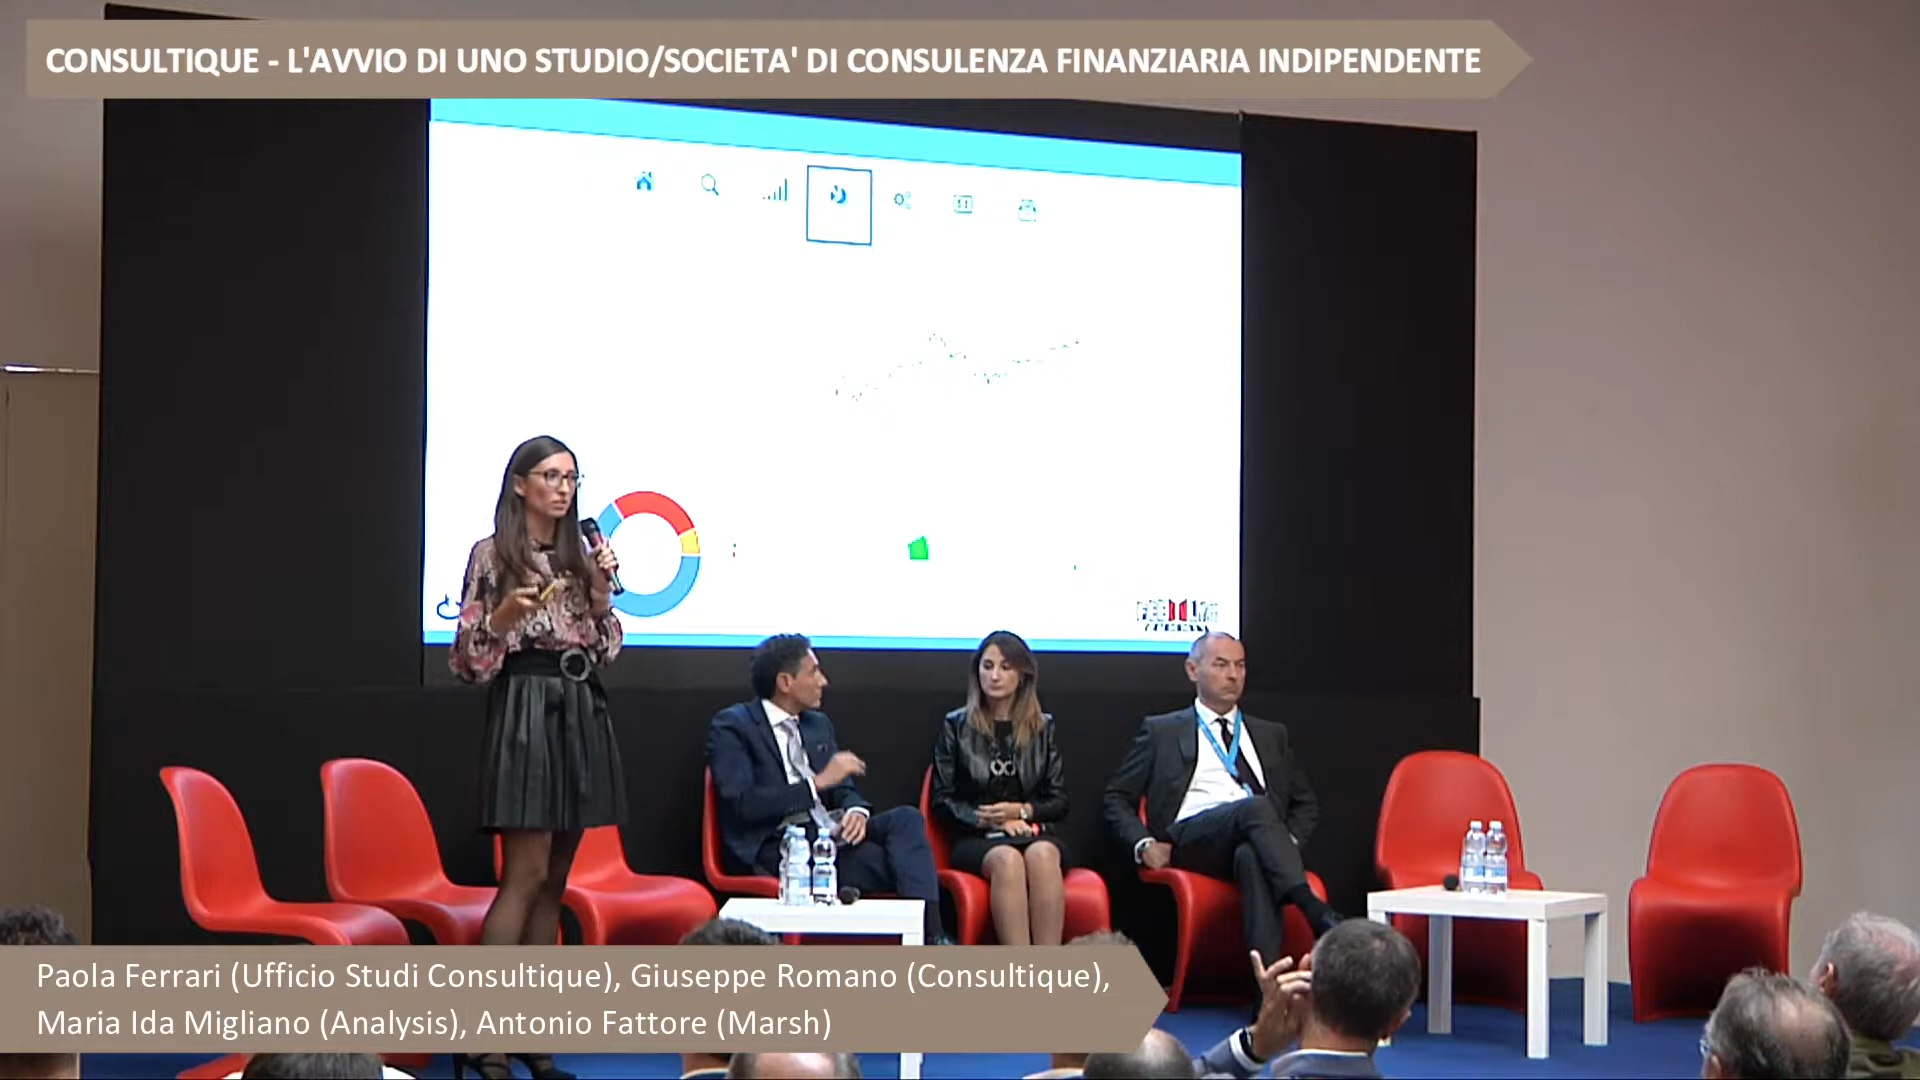 CONSULTIQUE - L'AVVIO DI UNO STUDIO/SOCIETA' DI CONSULENZA FINANZIARIA INDIPENDENTE
Paola Ferrari (Ufficio Studi Consultique), Giuseppe Romano (Consultique),
Maria Ida Migliano (Analysis), Antonio Fattore (Marsh)